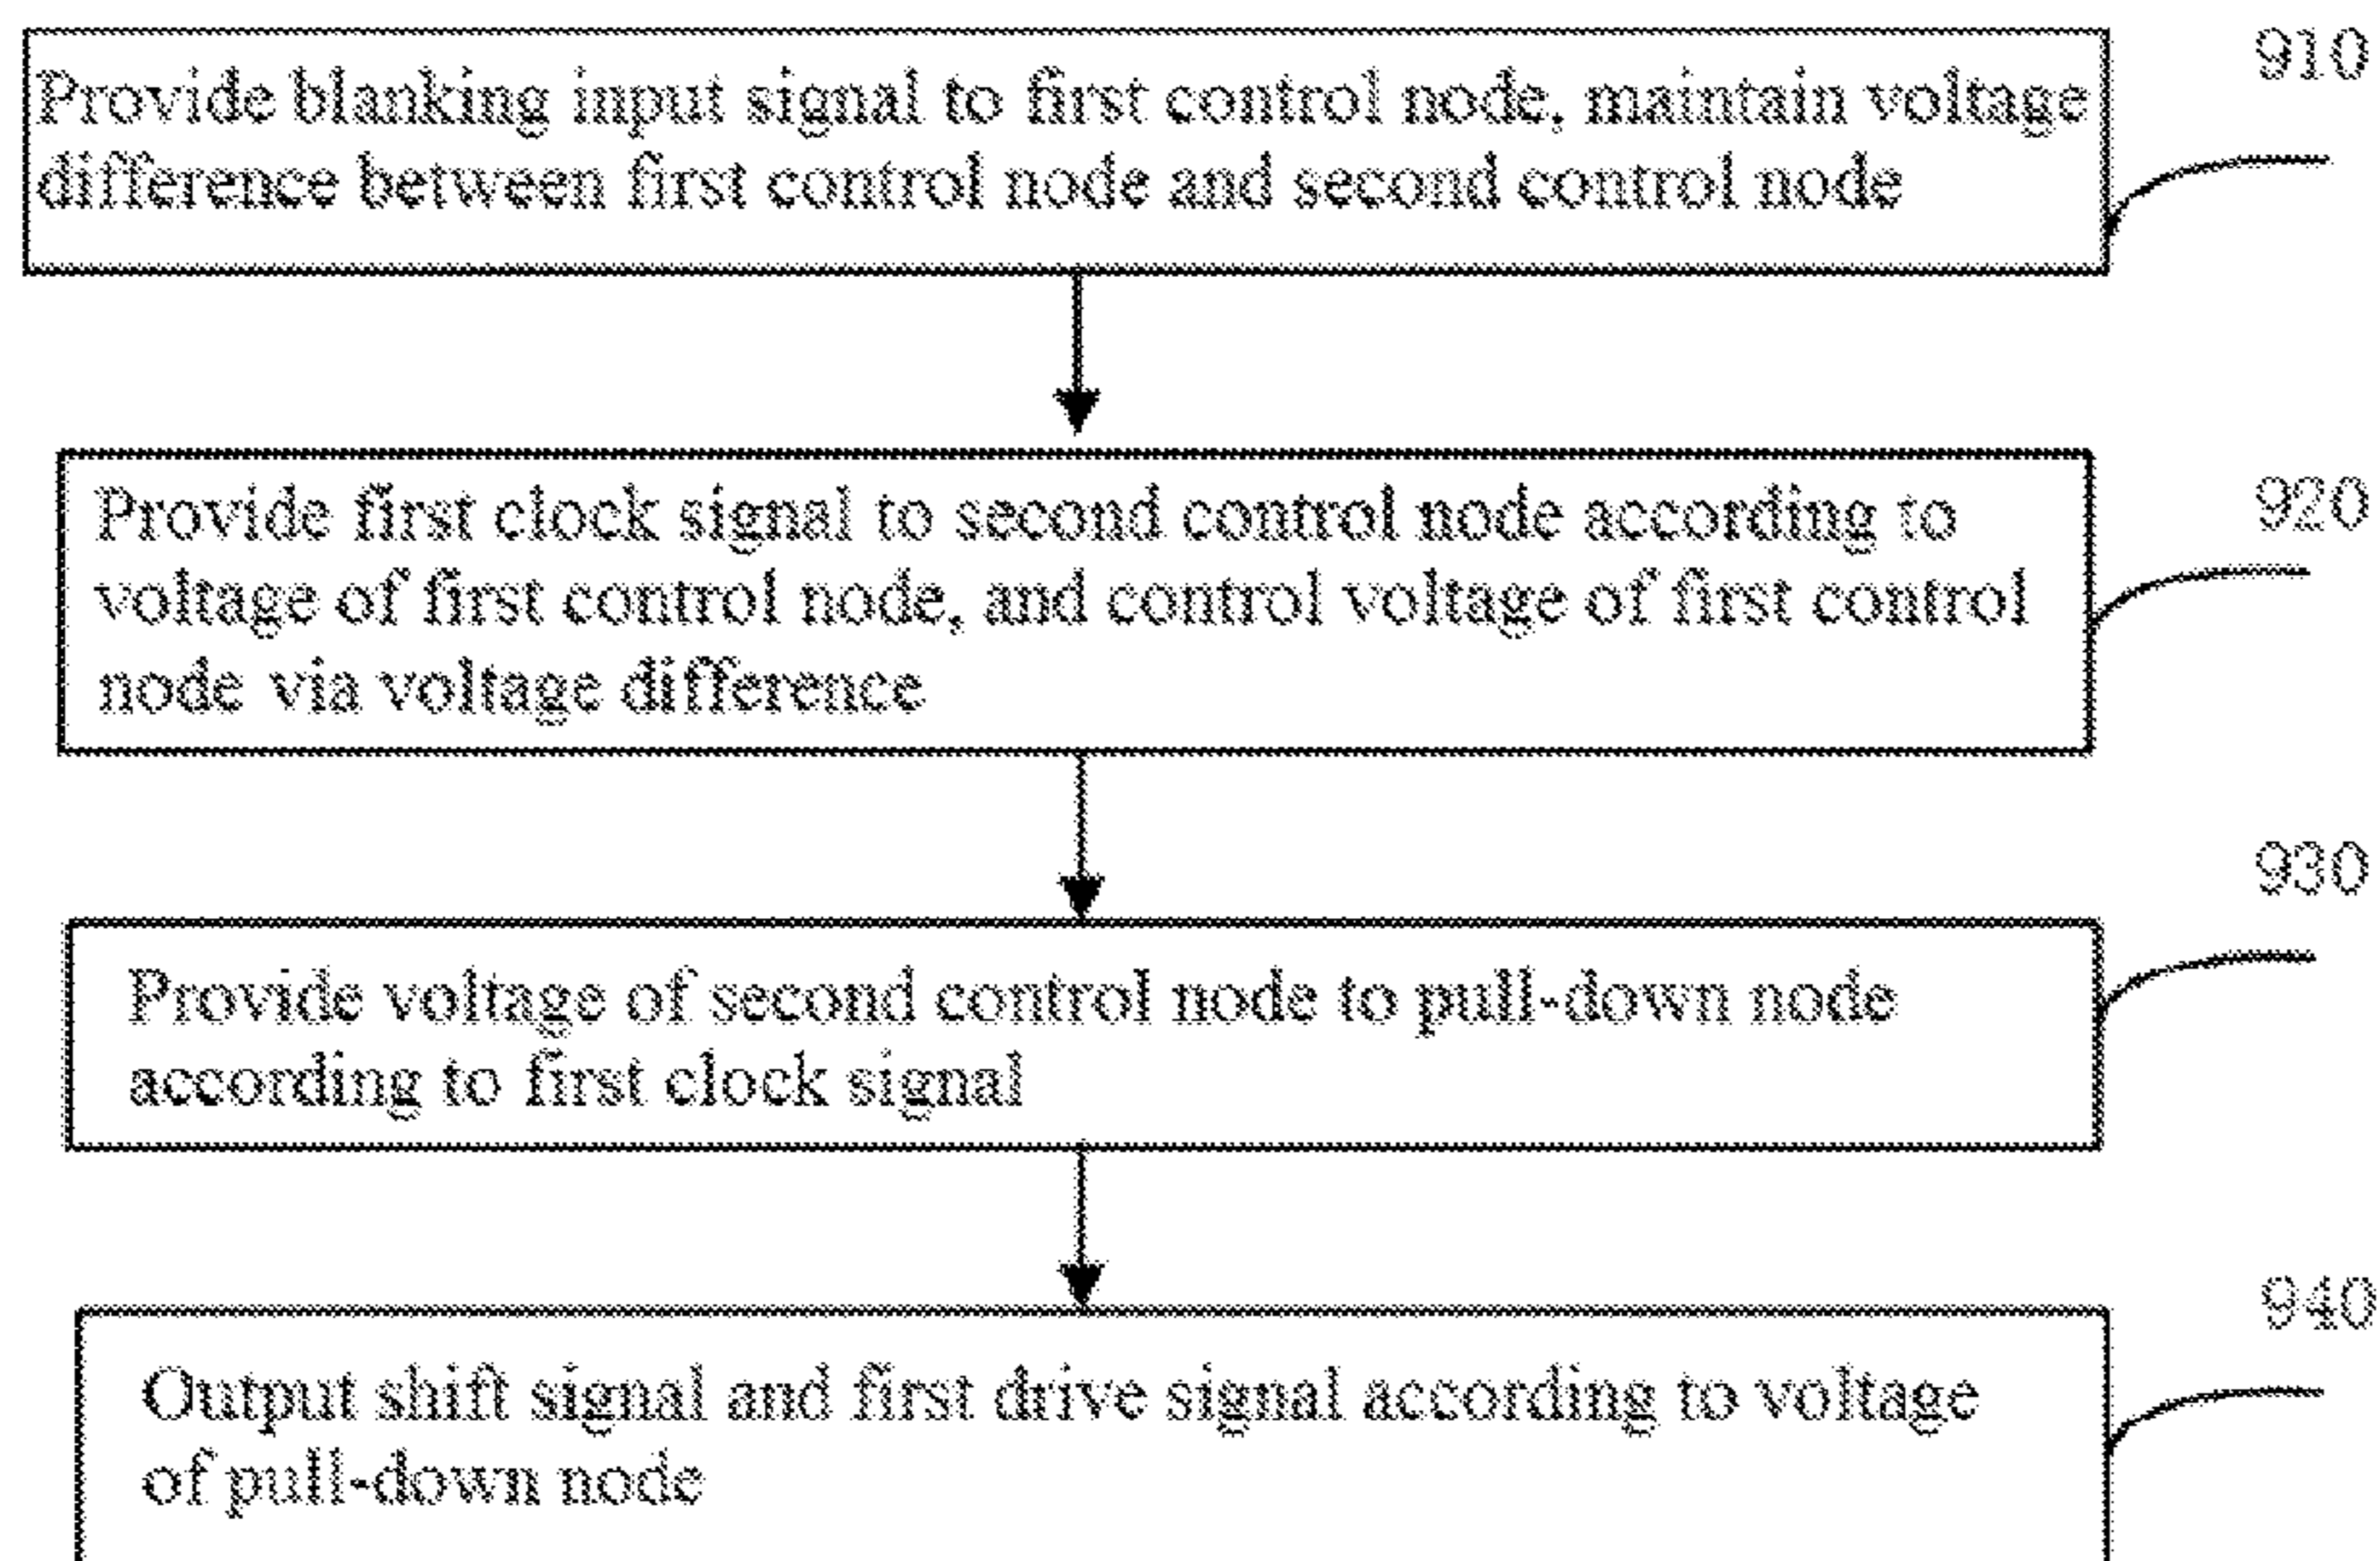 910
Provide blanking input signal to first control node, maintain voltage
difference between first control node and second control node
920
Provide first clock signal to second control node according to
voltage of first control node, and control voltage of first control
node via voltage difference
930
Provide voltage of second control node to pull-down node
according to first clock signal
940
Output shift signal and first drive signal according to voltage
of pull-down node